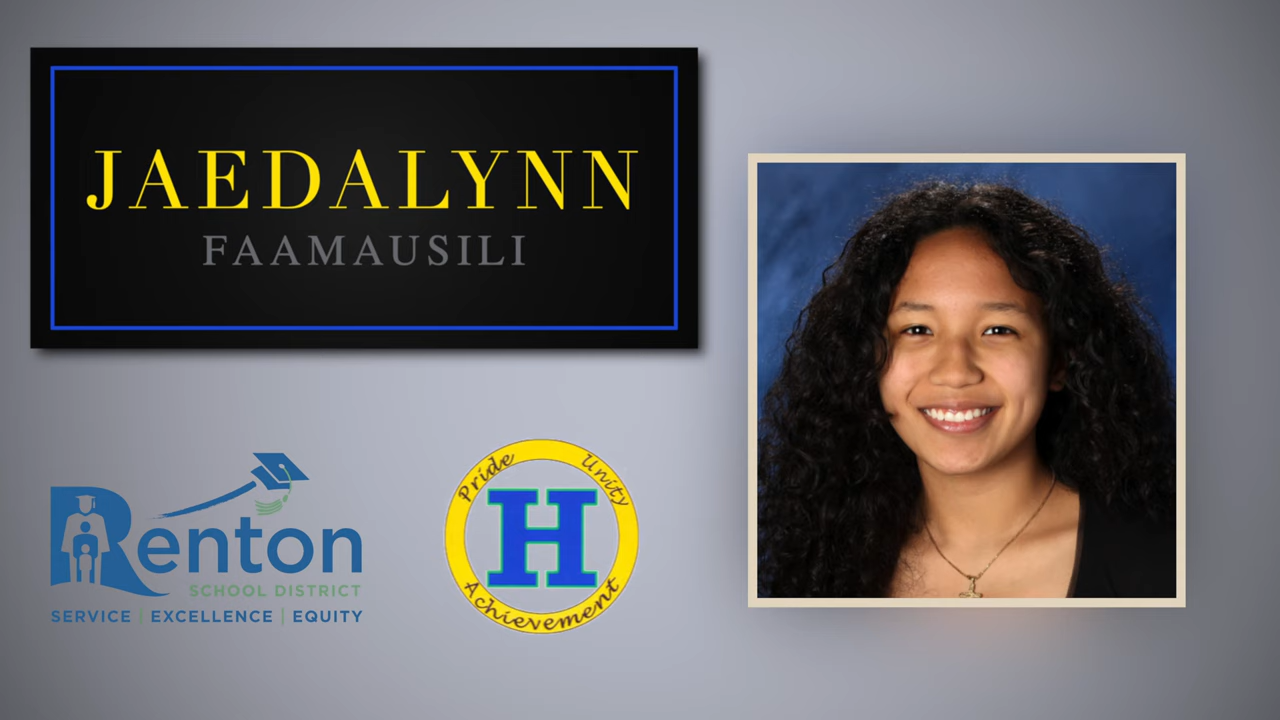 JAEDALYNN
FAAMAUSILI
Renton
SCHOOL DISTRICT
SERVICE | EXCELLENCE | EQUITY
Pride
Unity
H
Achievement